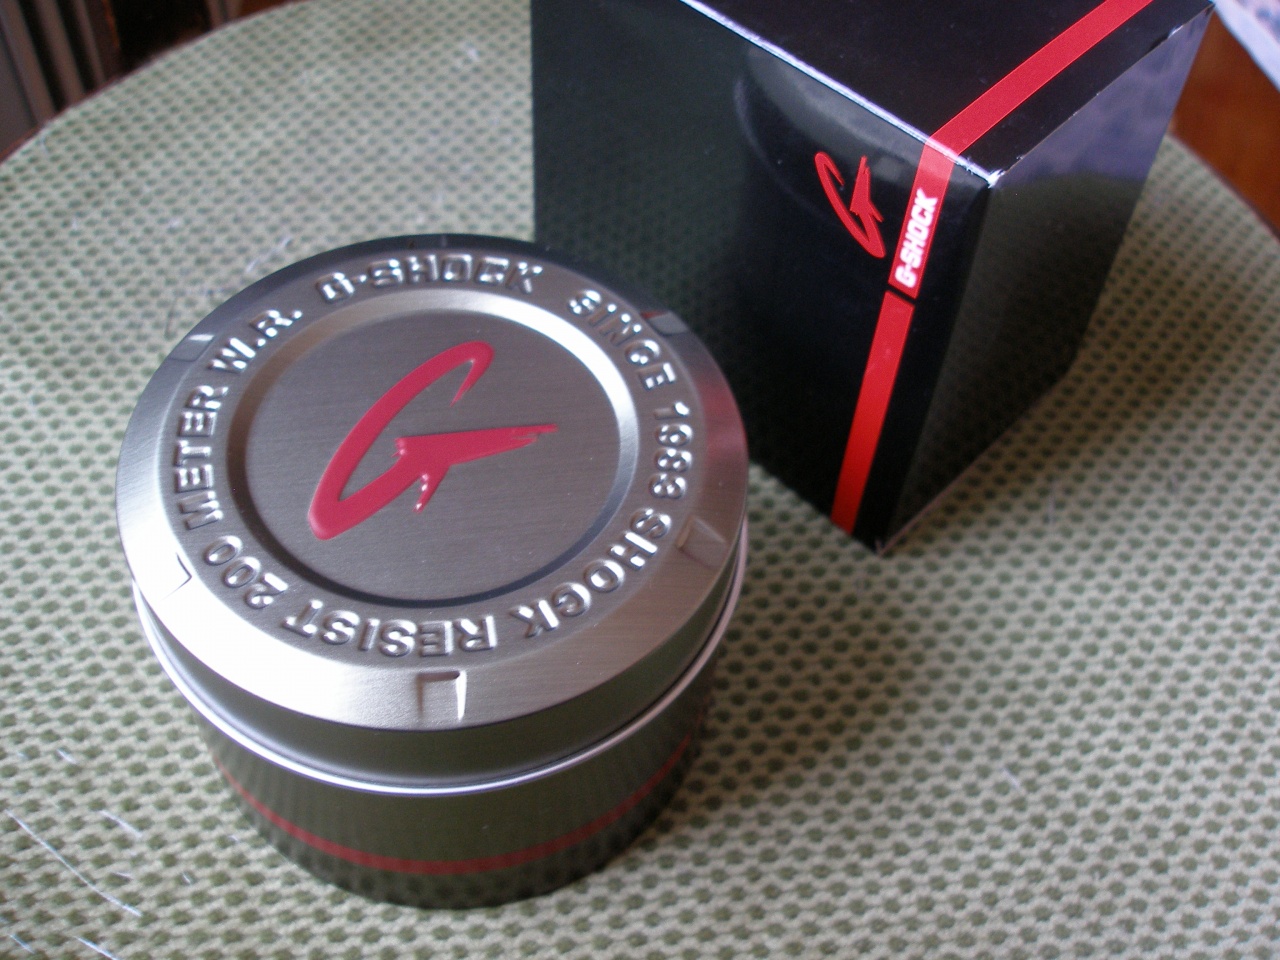 G-SHOCK SINCE 1983 SHOCK RESIST 200 METER W.R.
G
G
G-SHOCK